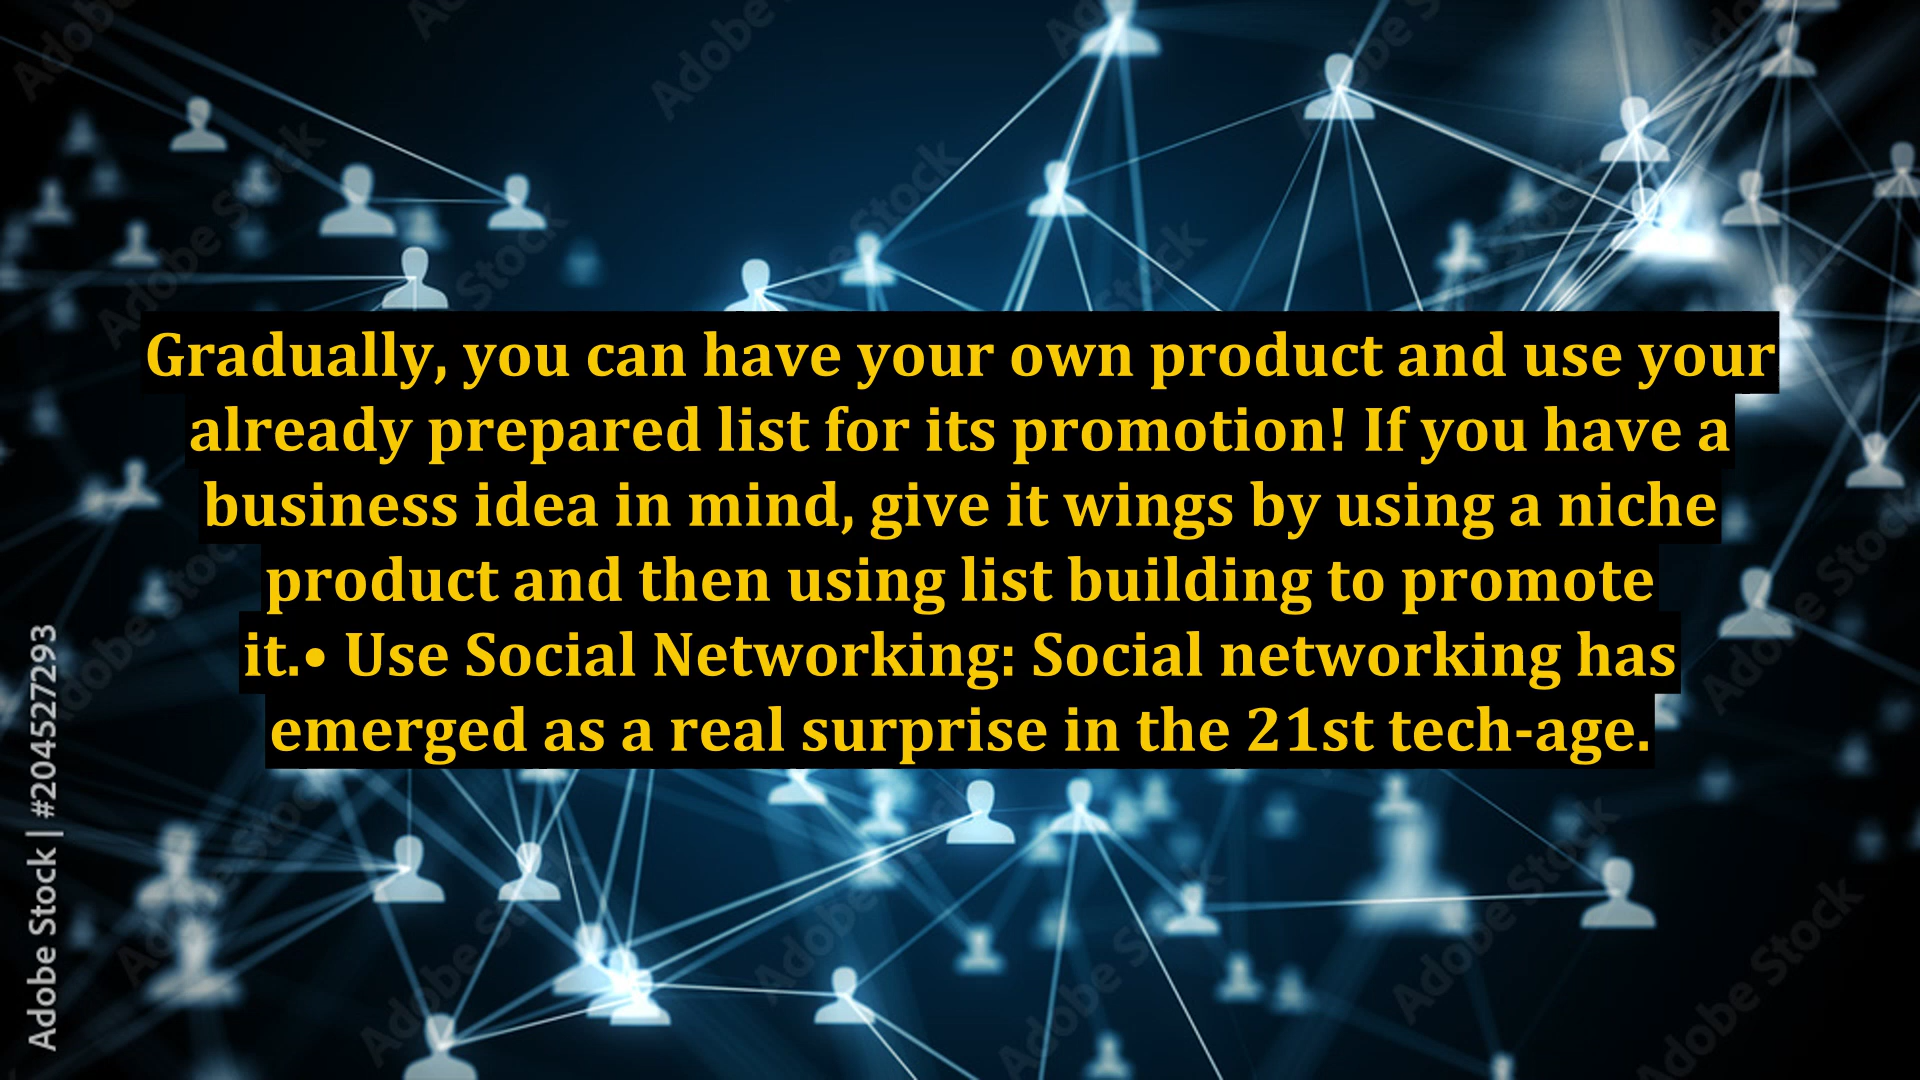 Gradually, you can have your own product and use your
already prepared list for its promotion! If you have a
business idea in mind, give it wings by using a niche
product and then using list building to promote
it.• Use Social Networking: Social networking has
emerged as a real surprise in the 21st tech-age.
Adobe Stock | #204527293